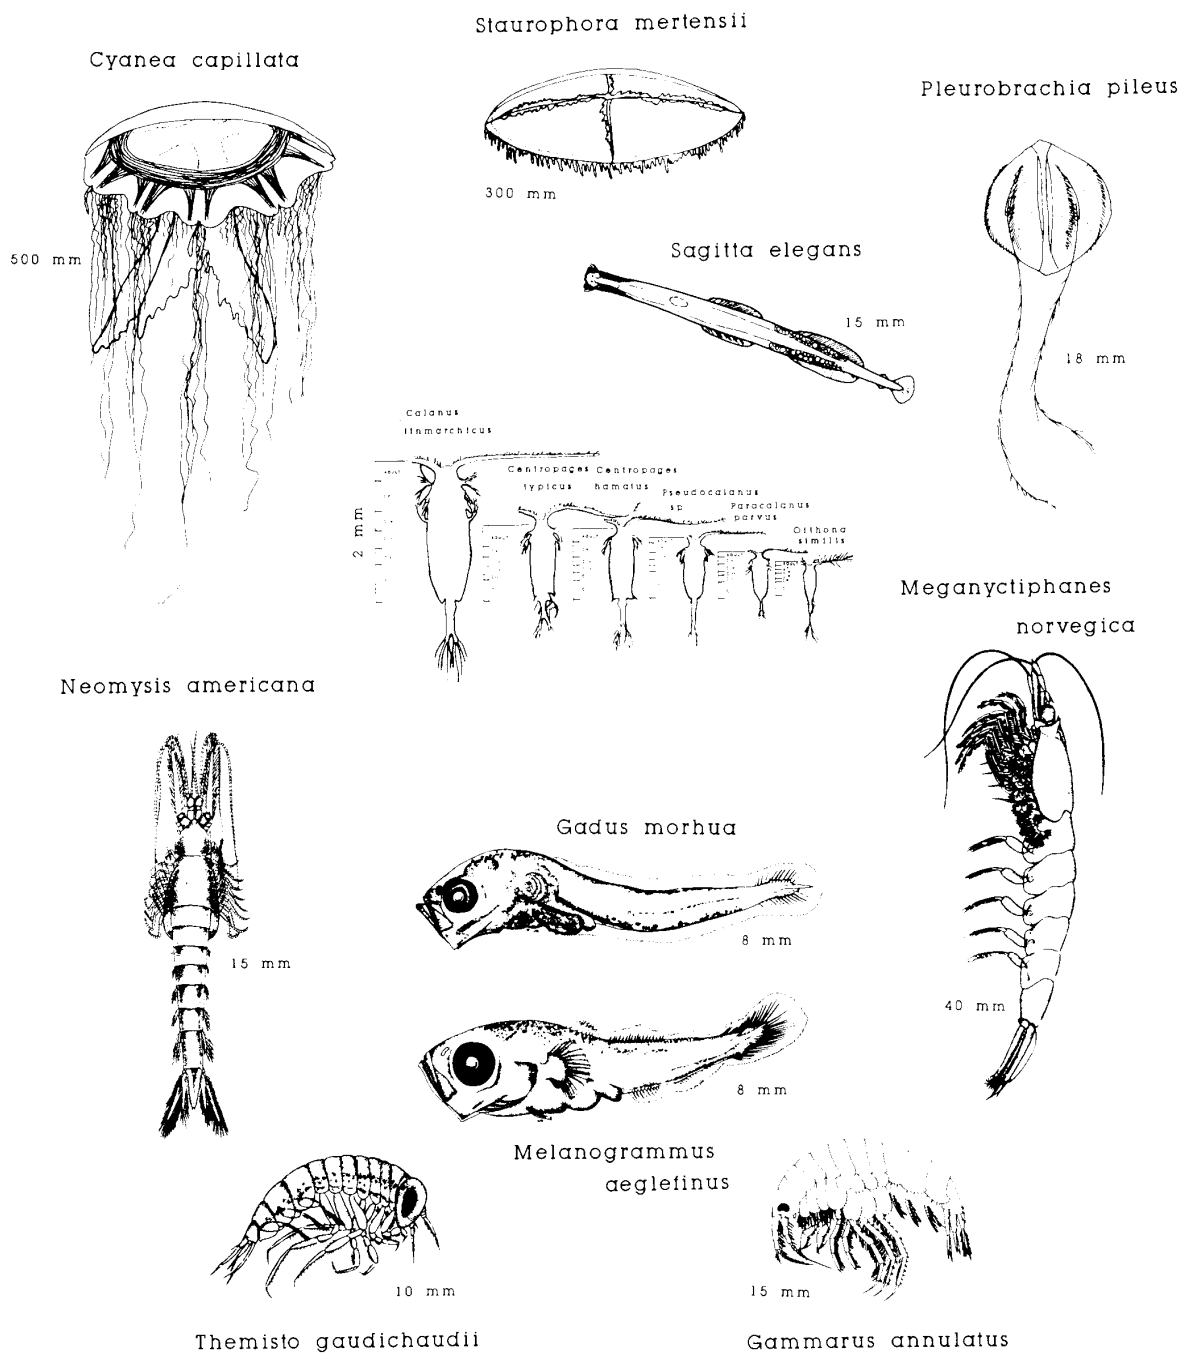 Staurophora mertensii
Cyanea capillata
Pleurobrachia pileus
300 mm
500 mm
Sagitta elegans
15 mm
18 mm
Calanus
finmarchicus
Centropages
typicus
Centropages
hamatus
Pseudocalanus
sp
Paracalanus
parvus
Oithona
similis
2 mm
Meganyctiphanes
norvegica
Neomysis americana
Gadus morhua
8 mm
15 mm
40 mm
8 mm
Melanogrammus
aeglefinus
10 mm
15 mm
Themisto gaudichaudii
Gammarus annulatus